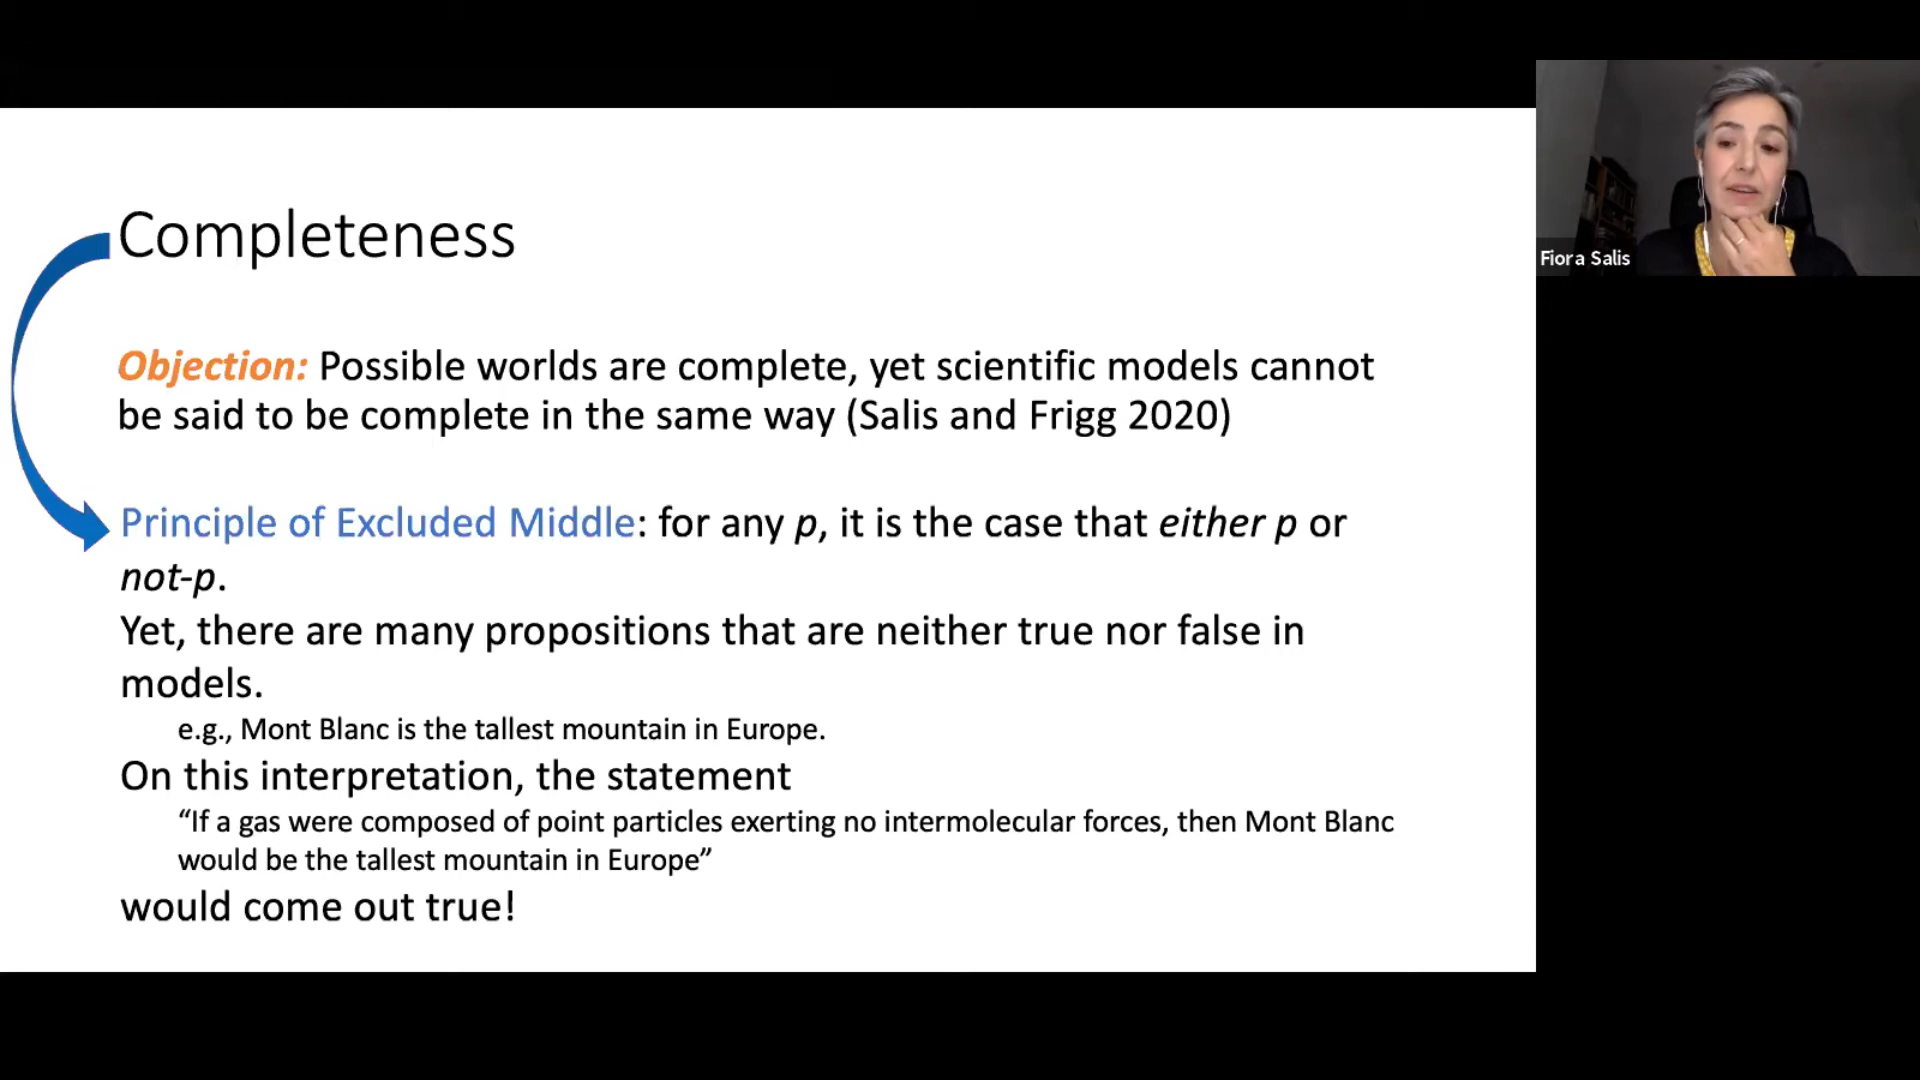 Completeness
Objection: Possible worlds are complete, yet scientific models cannot
be said to be complete in the same way (Salis and Frigg 2020)
Principle of Excluded Middle: for any p, it is the case that either p or
not-p.
Yet, there are many propositions that are neither true nor false in
models.
e.g., Mont Blanc is the tallest mountain in Europe.
On this interpretation, the statement
“If a gas were composed of point particles exerting no intermolecular forces, then Mont Blanc
would be the tallest mountain in Europe”
would come out true!
Fiora Salis